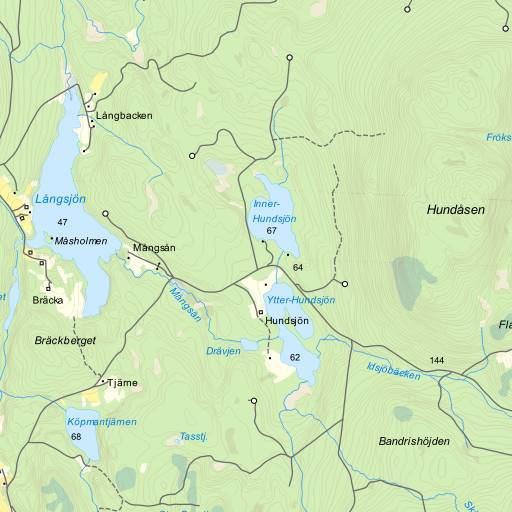 Långbacken
Frök
Långsjön
Inner-
Hundsjön
47
67
Hundåsen
Måsholmen
Mångsån
64
Bräcka
Mångsån
Ytter-Hundsjön
Hundsjön
Bräckberget
Drävjen
62
144
Idsjöbäcken
Fla
Tjärne
Köpmantjärnen
68
Tasstj.
Bandrishöjden